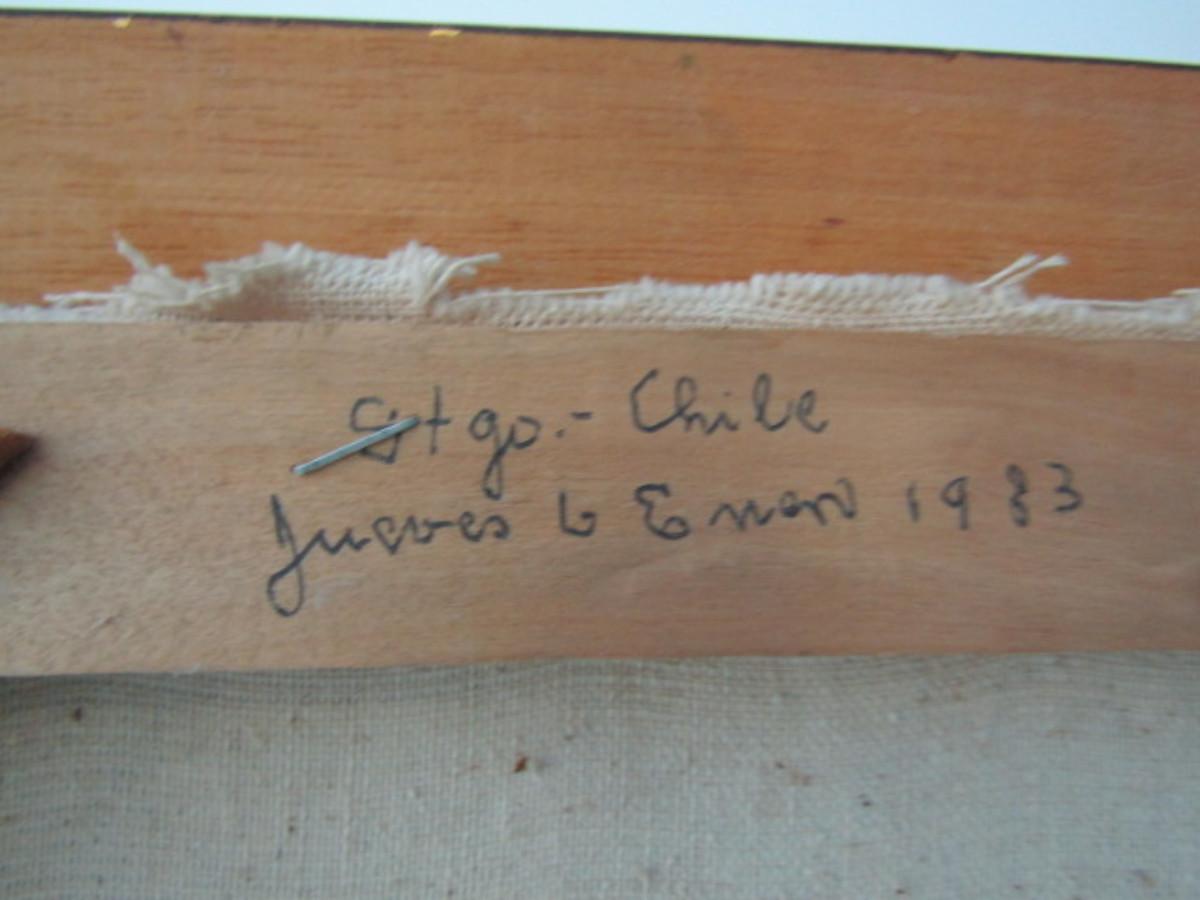 Stgo.- Chile
Jueves 6 Enero 1983